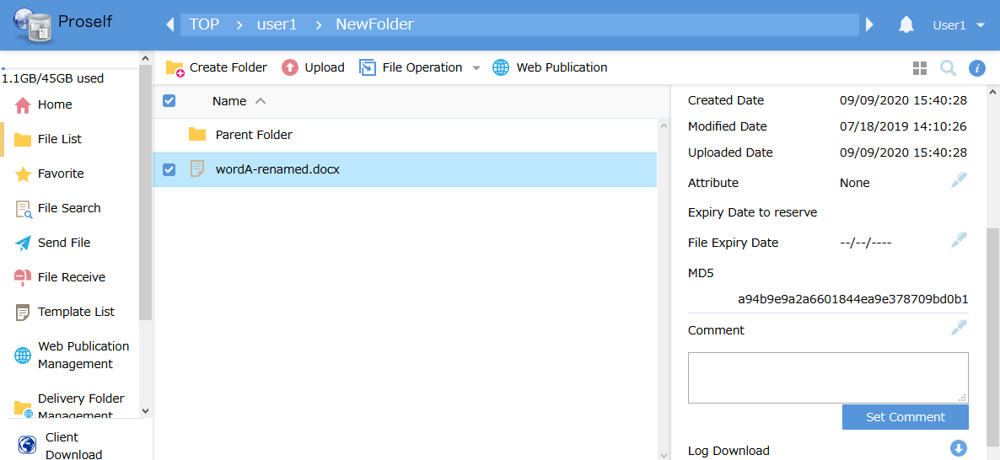 Proself
TOP
user1
NewFolder
User1
1.1GB/45GB used
Home
File List
Favorite
File Search
Send File
File Receive
Template List
Web Publication
Management
Delivery Folder
Management
Client
Download
Create Folder
Upload
File Operation
Web Publication
Name
Parent Folder
wordA-renamed.docx
Created Date 09/09/2020 15:40:28
Modified Date 07/18/2019 14:10:26
Uploaded Date 09/09/2020 15:40:28
Attribute None
Expiry Date to reserve
File Expiry Date --/--/----
MD5
a94b9e9a2a6601844ea9e378709bd0b1
Comment
Set Comment
Log Download